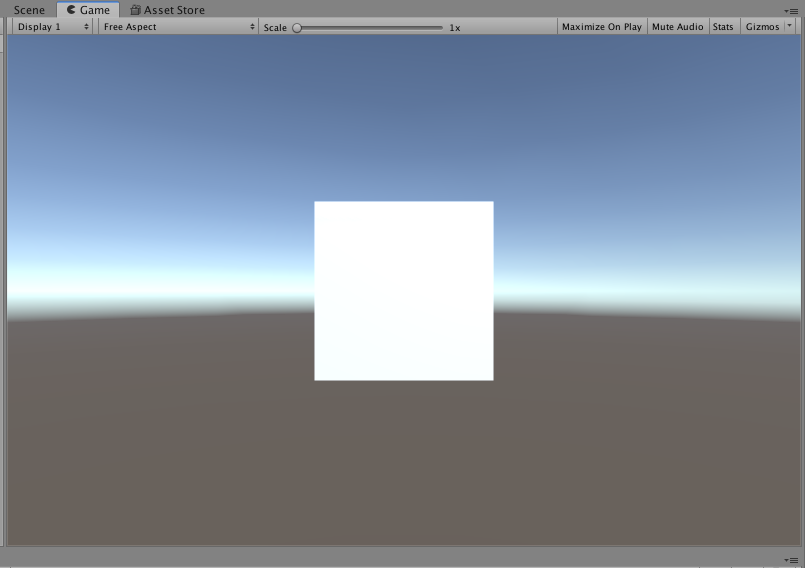 Scene Game Asset Store
Display 1 Free Aspect Scale 1x Maximize On Play Mute Audio Stats Gizmos